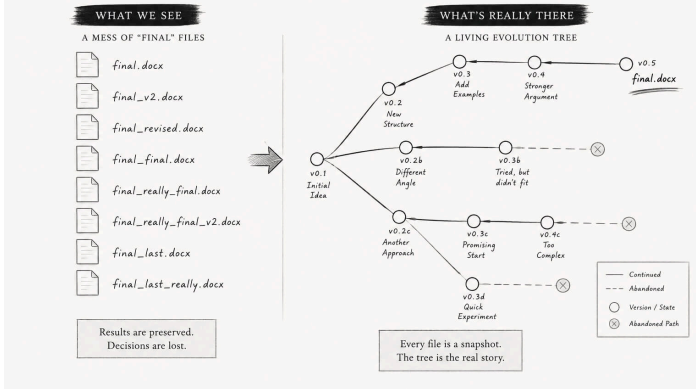 WHAT WE SEE
A MESS OF "FINAL" FILES
final.docx
final_v2.docx
final_revised.docx
final_final.docx
final_really_final.docx
final_really_final_v2.docx
final_last.docx
final_last_really.docx
Results are preserved.
Decisions are lost.
WHAT'S REALLY THERE
A LIVING EVOLUTION TREE
v0.1
Initial
Idea
v0.2
New
Structure
v0.3
Add
Examples
v0.4
Stronger
Argument
v0.5
final.docx
v0.2b
Different
Angle
v0.3b
Tried, but
didn't fit
v0.2c
Another
Approach
v0.3c
Promising
Start
v0.4c
Too
Complex
v0.3d
Quick
Experiment
Continued
Abandoned
Version / State
Abandoned Path
Every file is a snapshot.
The tree is the real story.